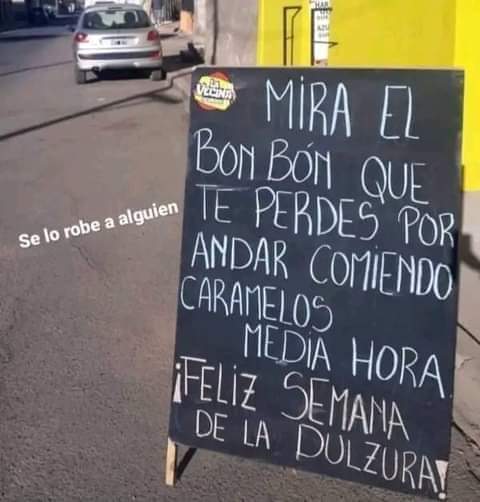 LA
VECINA
MIRA EL
BON BÓN QUE
TE PERDES POR
ANDAR COMIENDO
CARAMELOS
MEDIA HORA
¡FELIZ SEMANA
DE LA DULZURA!
Se lo robe a alguien